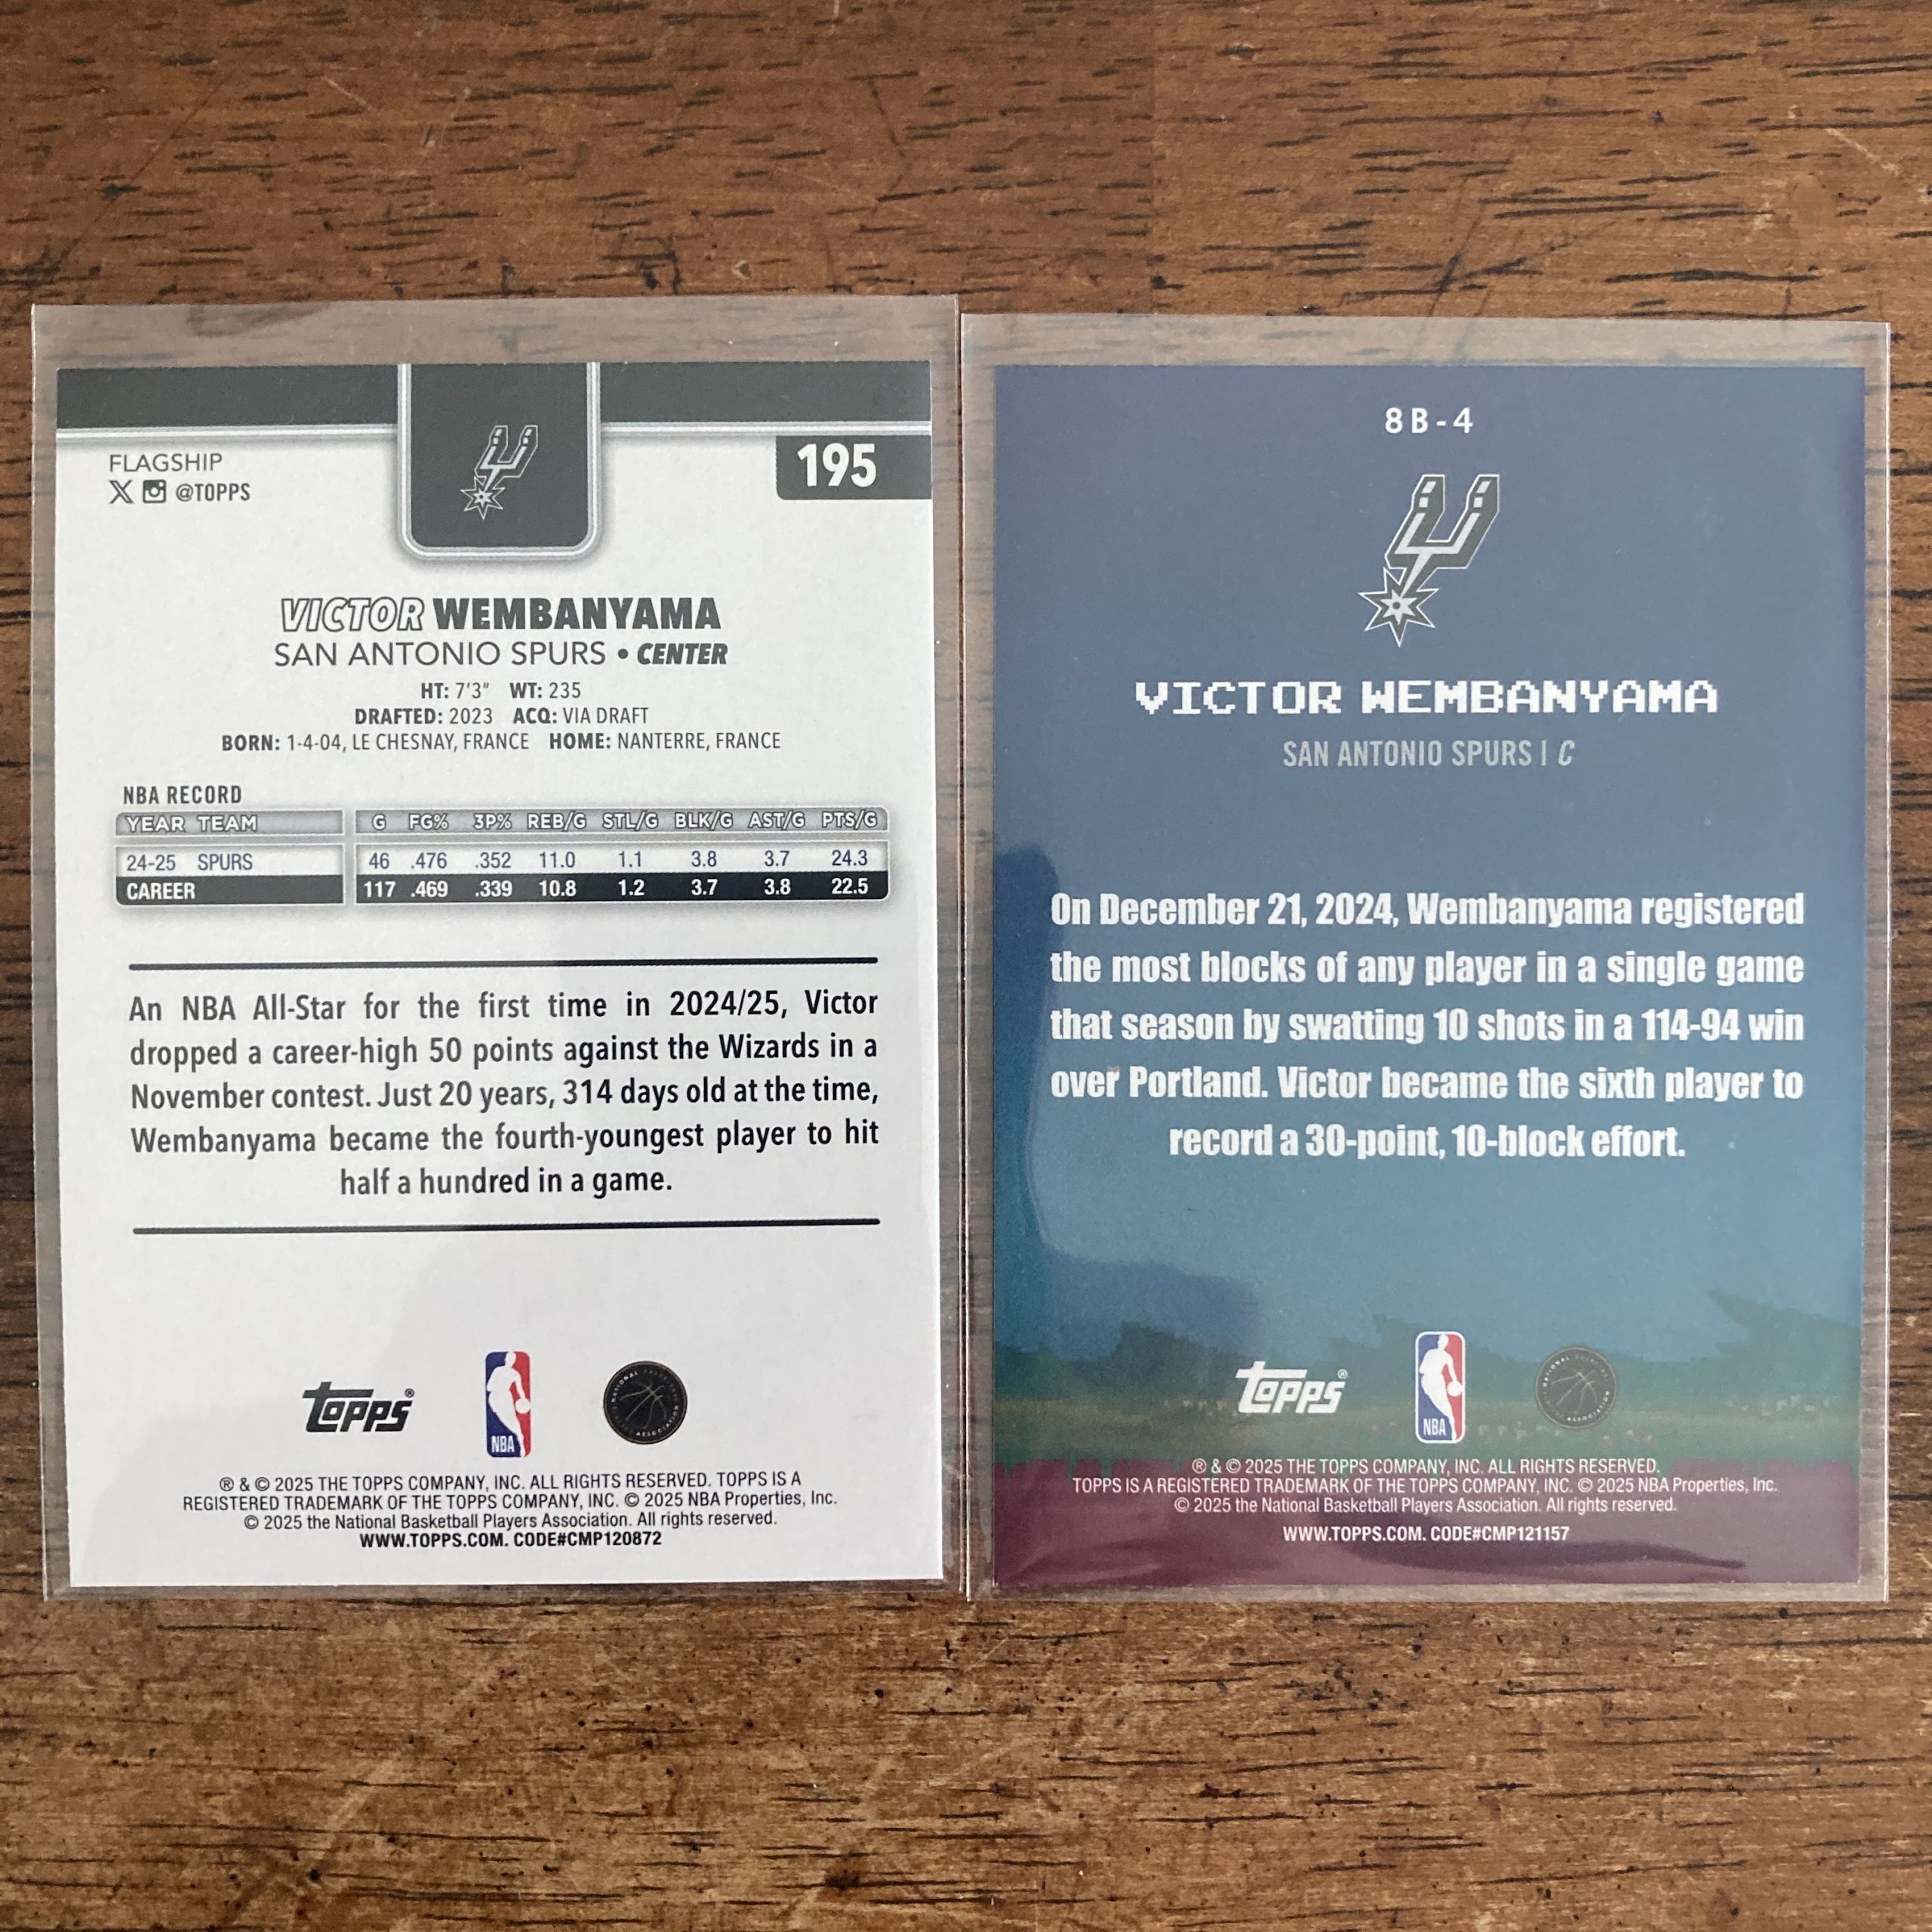 FLAGSHIP
X @TOPPS
195
VICTOR WEMBANYAMA
SAN ANTONIO SPURS • CENTER
HT: 7'3" WT: 235
DRAFTED: 2023 ACQ: VIA DRAFT
BORN: 1-4-04, LE CHESNAY, FRANCE HOME: NANTERRE, FRANCE
NBA RECORD
YEAR TEAM G FG% 3P% REB/G STL/G BLK/G AST/G PTS/G
24-25 SPURS 46 .476 .352 11.0 1.1 3.8 3.7 24.3
CAREER 117 .469 .339 10.8 1.2 3.7 3.8 22.5
An NBA All-Star for the first time in 2024/25, Victor
dropped a career-high 50 points against the Wizards in a
November contest. Just 20 years, 314 days old at the time,
Wembanyama became the fourth-youngest player to hit
half a hundred in a game.
Topps®
NBA
® & © 2025 THE TOPPS COMPANY, INC. ALL RIGHTS RESERVED. TOPPS IS A
REGISTERED TRADEMARK OF THE TOPPS COMPANY, INC. © 2025 NBA Properties, Inc.
© 2025 the National Basketball Players Association. All rights reserved.
WWW.TOPPS.COM. CODE#CMP120872
8B-4
VICTOR WEMBANYAMA
SAN ANTONIO SPURS | C
On December 21, 2024, Wembanyama registered
the most blocks of any player in a single game
that season by swatting 10 shots in a 114-94 win
over Portland. Victor became the sixth player to
record a 30-point, 10-block effort.
Topps®
NBA
® & © 2025 THE TOPPS COMPANY, INC. ALL RIGHTS RESERVED.
TOPPS IS A REGISTERED TRADEMARK OF THE TOPPS COMPANY, INC. © 2025 NBA Properties, Inc.
© 2025 the National Basketball Players Association. All rights reserved.
WWW.TOPPS.COM. CODE#CMP121157